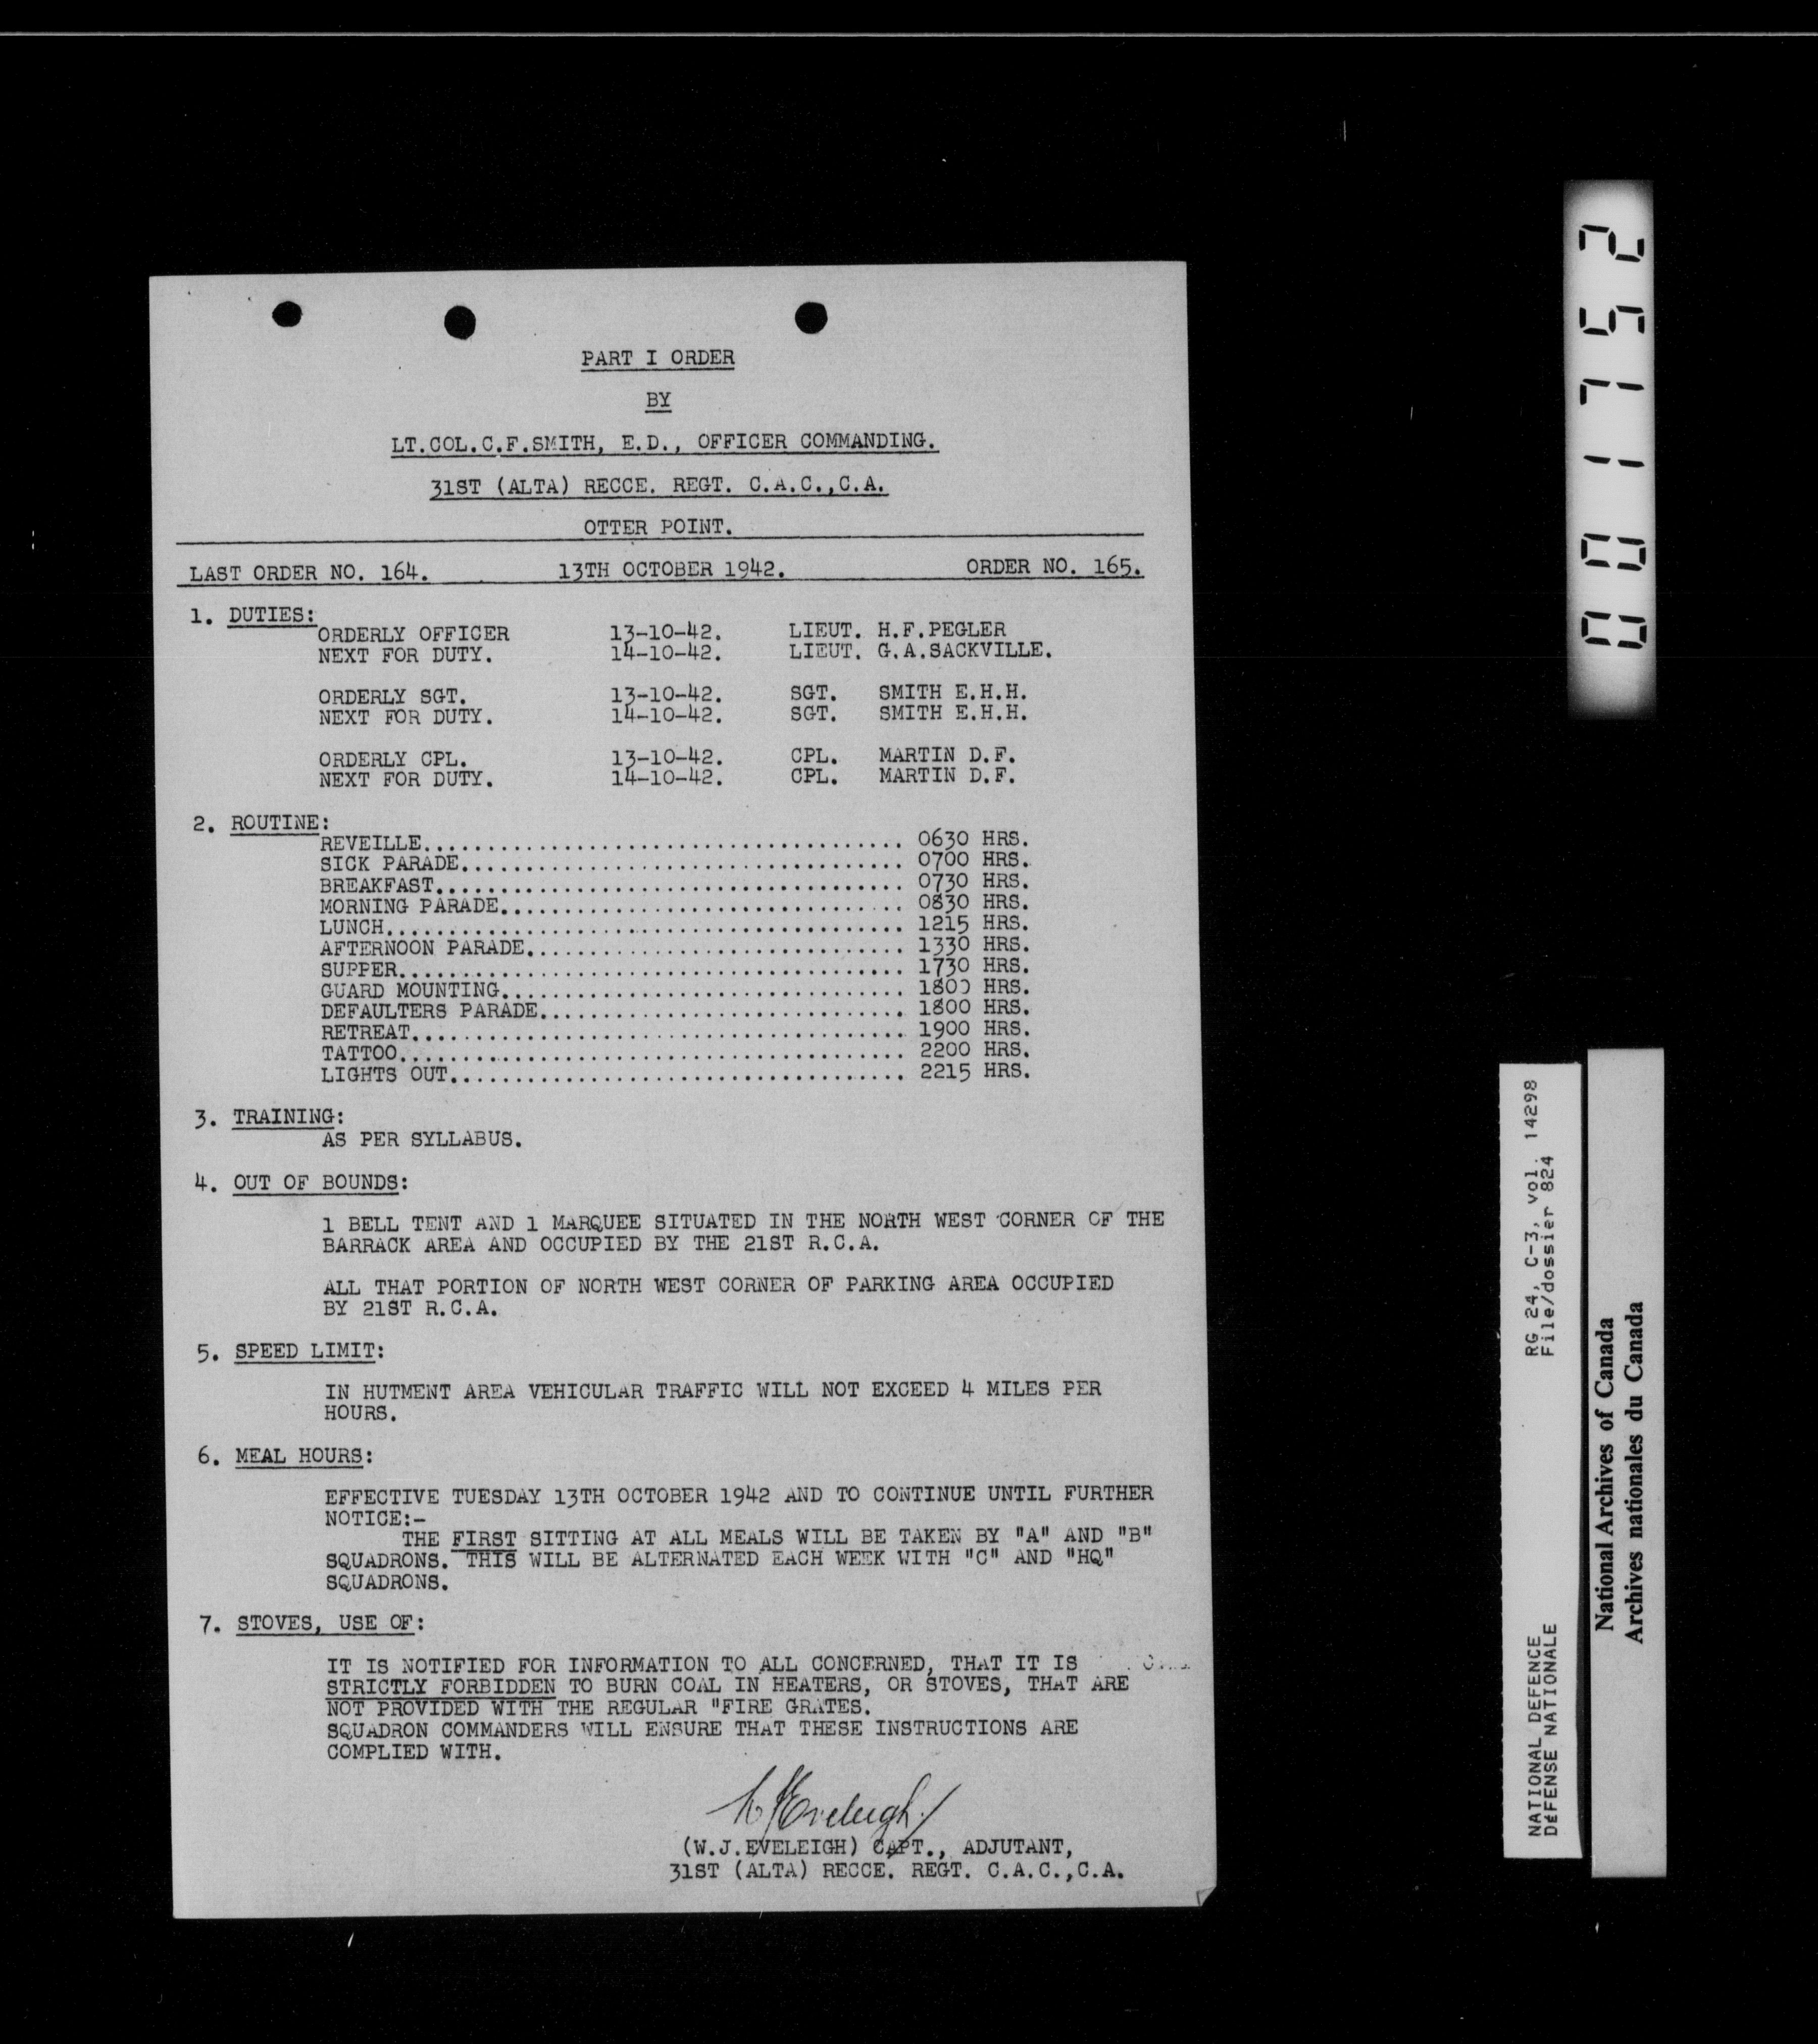 PART I ORDER
BY
LT.COL.C.F.SMITH, E.D., OFFICER COMMANDING.
31ST (ALTA) RECCE. REGT. C.A.C.,C.A.
OTTER POINT.
LAST ORDER NO. 164. 13TH OCTOBER 1942. ORDER NO. 165.
1. DUTIES:
ORDERLY OFFICER 13-10-42. LIEUT. H.F.PEGLER
NEXT FOR DUTY. 14-10-42. LIEUT. G.A.SACKVILLE.
ORDERLY SGT. 13-10-42. SGT. SMITH E.H.H.
NEXT FOR DUTY. 14-10-42. SGT. SMITH E.H.H.
ORDERLY CPL. 13-10-42. CPL. MARTIN D.F.
NEXT FOR DUTY. 14-10-42. CPL. MARTIN D.F.
2. ROUTINE:
REVEILLE...................................... 0630 HRS.
SICK PARADE................................... 0700 HRS.
BREAKFAST..................................... 0730 HRS.
MORNING PARADE................................ 0830 HRS.
LUNCH......................................... 1215 HRS.
AFTERNOON PARADE.............................. 1330 HRS.
SUPPER........................................ 1730 HRS.
GUARD MOUNTING................................ 1800 HRS.
DEFAULTERS PARADE............................. 1800 HRS.
RETREAT....................................... 1900 HRS.
TATTOO........................................ 2200 HRS.
LIGHTS OUT.................................... 2215 HRS.
3. TRAINING:
AS PER SYLLABUS.
4. OUT OF BOUNDS:
1 BELL TENT AND 1 MARQUEE SITUATED IN THE NORTH WEST CORNER OF THE
BARRACK AREA AND OCCUPIED BY THE 21ST R.C.A.
ALL THAT PORTION OF NORTH WEST CORNER OF PARKING AREA OCCUPIED
BY 21ST R.C.A.
5. SPEED LIMIT:
IN HUTMENT AREA VEHICULAR TRAFFIC WILL NOT EXCEED 4 MILES PER
HOURS.
6. MEAL HOURS:
EFFECTIVE TUESDAY 13TH OCTOBER 1942 AND TO CONTINUE UNTIL FURTHER
NOTICE:-
THE FIRST SITTING AT ALL MEALS WILL BE TAKEN BY "A" AND "B"
SQUADRONS. THIS WILL BE ALTERNATED EACH WEEK WITH "C" AND "HQ"
SQUADRONS.
7. STOVES, USE OF:
IT IS NOTIFIED FOR INFORMATION TO ALL CONCERNED, THAT IT IS
STRICTLY FORBIDDEN TO BURN COAL IN HEATERS, OR STOVES, THAT ARE
NOT PROVIDED WITH THE REGULAR "FIRE GRATES.
SQUADRON COMMANDERS WILL ENSURE THAT THESE INSTRUCTIONS ARE
COMPLIED WITH.
(W.J.EVELEIGH) CAPT., ADJUTANT,
31ST (ALTA) RECCE. REGT. C.A.C.,C.A.
001752
NATIONAL DEFENCE RG 24, C-3, vol. 14298
DéFENSE NATIONALE File/dossier 824
National Archives of Canada
Archives nationales du Canada